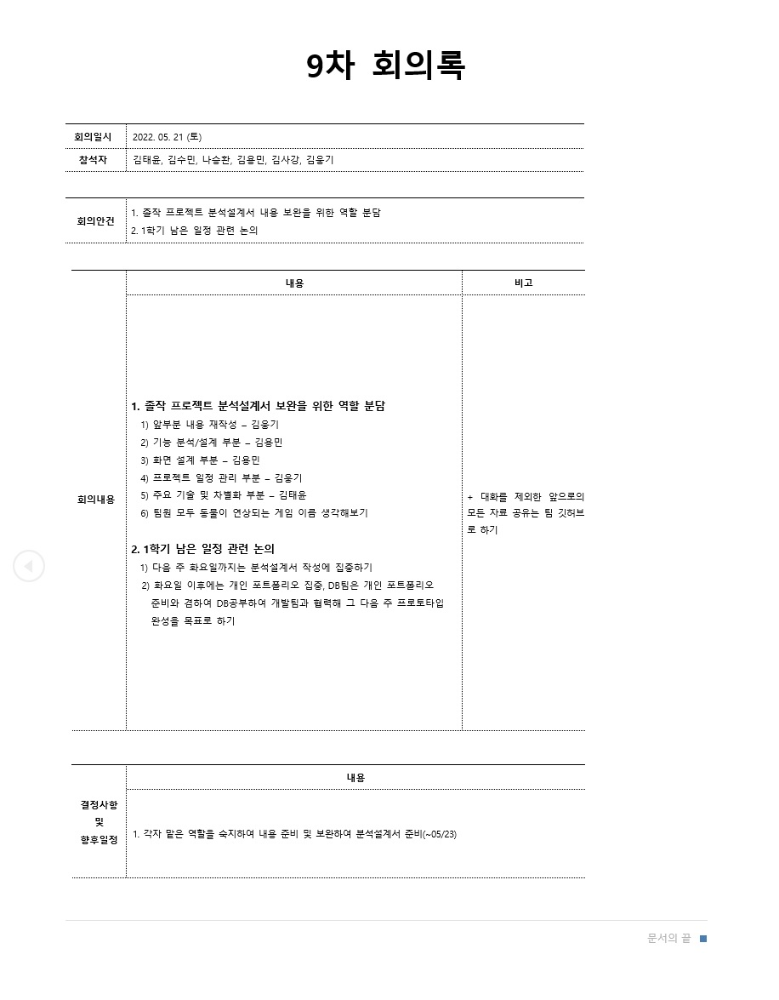 9차 회의록
회의일시 2022. 05. 21 (토)
참석자 김태윤, 김수민, 나승환, 김용민, 김사강, 김웅기
회의안건
1. 졸작 프로젝트 분석설계서 내용 보완을 위한 역할 분담
2. 1학기 남은 일정 관련 논의
내용 비고
회의내용
1. 졸작 프로젝트 분석설계서 보완을 위한 역할 분담
1) 앞부분 내용 재작성 – 김웅기
2) 기능 분석/설계 부분 – 김용민
3) 화면 설계 부분 – 김용민
4) 프로젝트 일정 관리 부분 – 김웅기
5) 주요 기술 및 차별화 부분 – 김태윤
6) 팀원 모두 동물이 연상되는 게임 이름 생각해보기
2. 1학기 남은 일정 관련 논의
1) 다음 주 화요일까지는 분석설계서 작성에 집중하기
2) 화요일 이후에는 개인 포트폴리오 집중, DB팀은 개인 포트폴리오
준비와 겸하여 DB공부하여 개발팀과 협력해 그 다음 주 프로토타입
완성을 목표로 하기
+ 대화를 제외한 앞으로의
모든 자료 공유는 팀 깃허브
로 하기
내용
결정사항
및
향후일정
1. 각자 맡은 역할을 숙지하여 내용 준비 및 보완하여 분석설계서 준비(~05/23)
문서의 끝